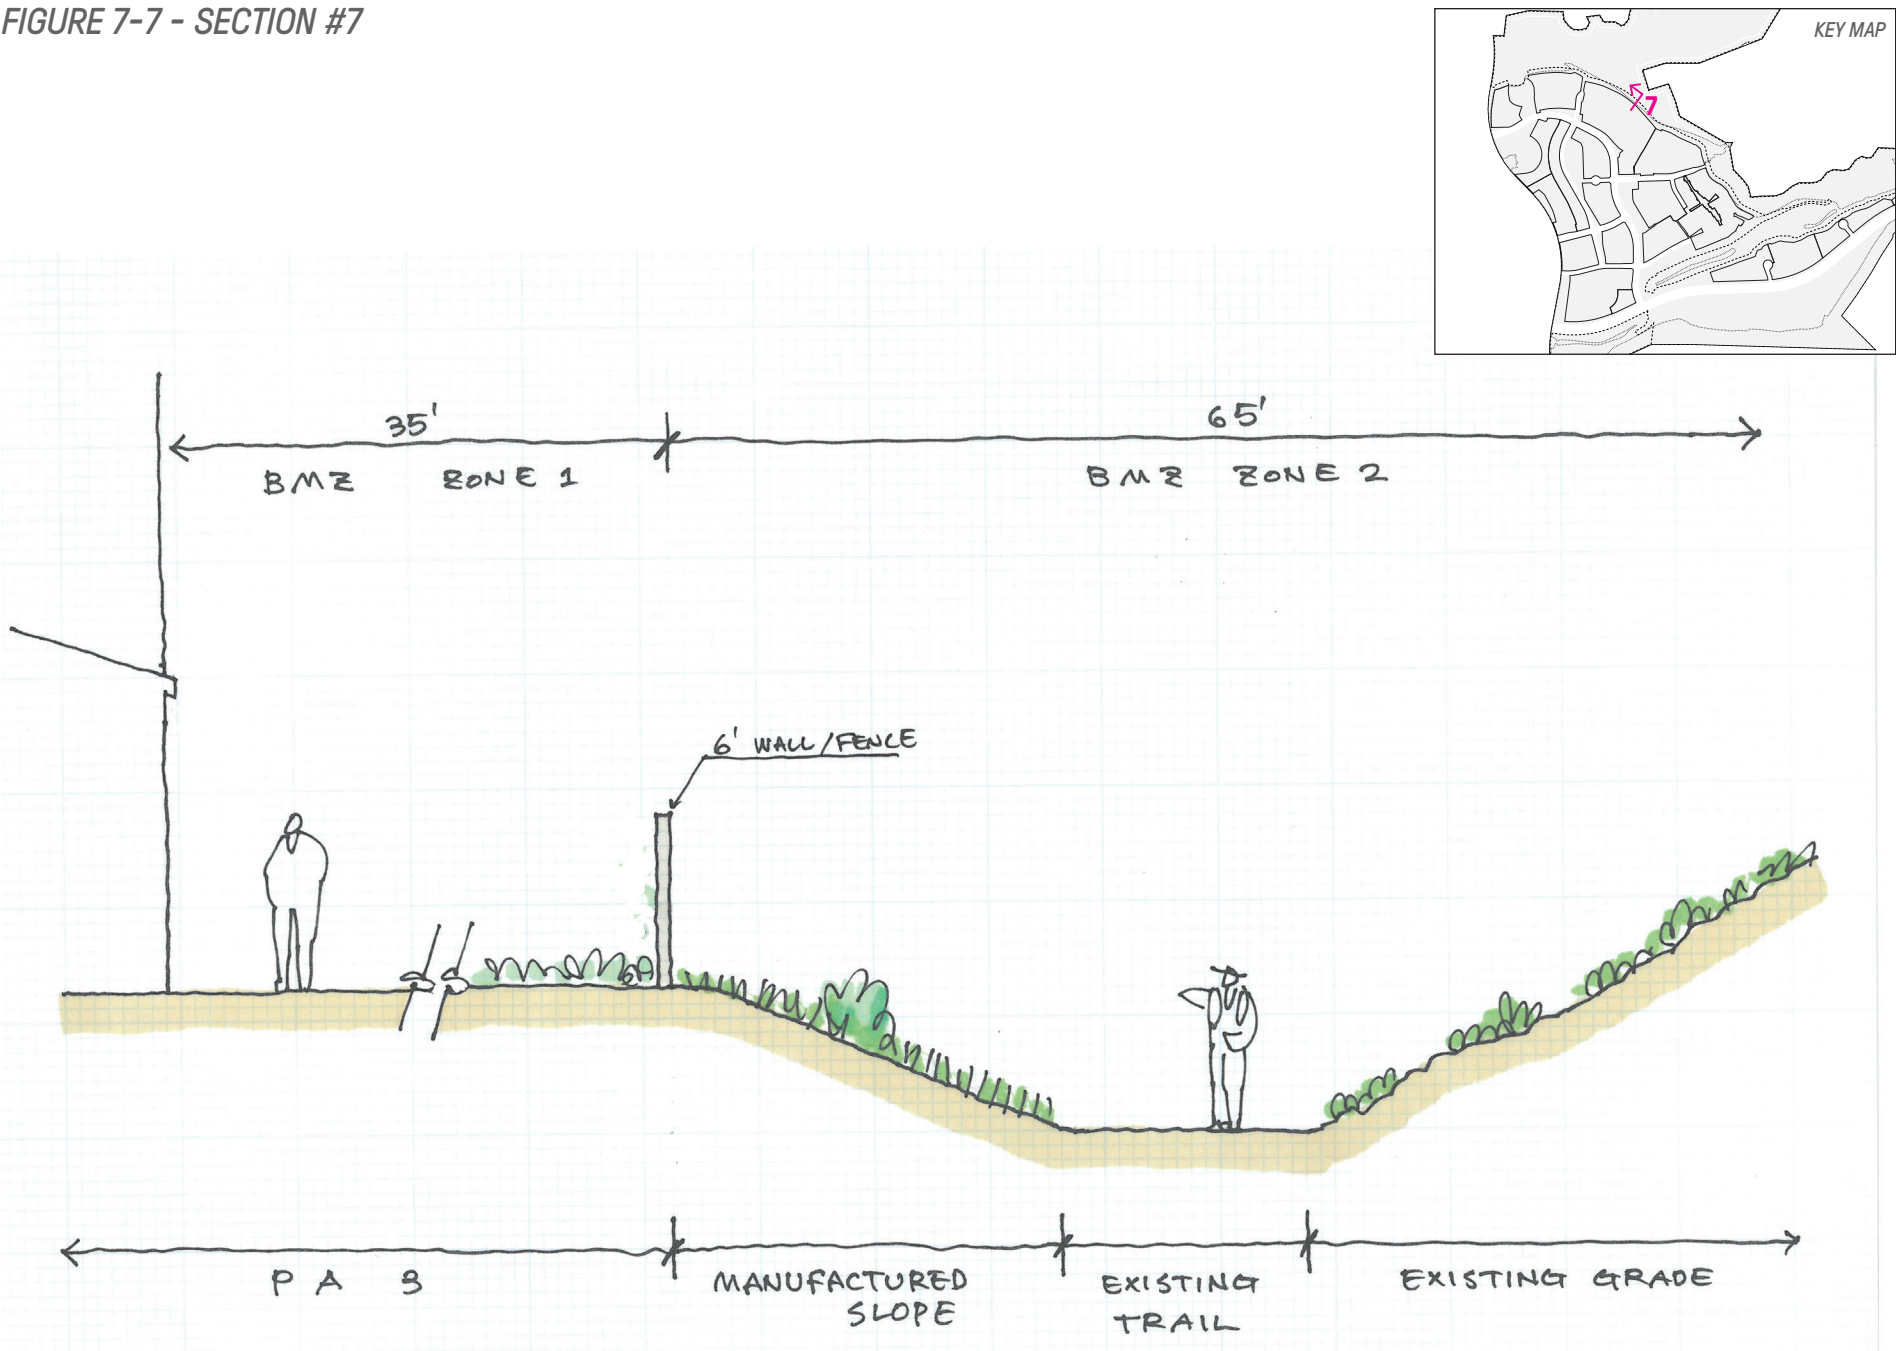 FIGURE 7-7 - SECTION #7
KEY MAP
7
35'
65'
BMZ ZONE 1
BMZ ZONE 2
6' WALL/FENCE
PA 8
MANUFACTURED
SLOPE
EXISTING
TRAIL
EXISTING GRADE